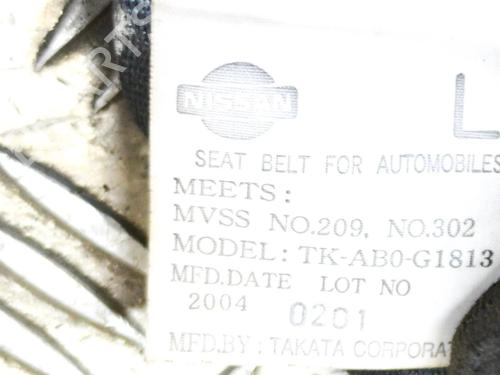 NISSAN
L
SEAT BELT FOR AUTOMOBILES
MEETS:
MVSS NO.209, NO.302
MODEL: TK-AB0-G1813
MFD.DATE LOT NO
2004 0201
MFD.BY: TAKATA CORPORAT